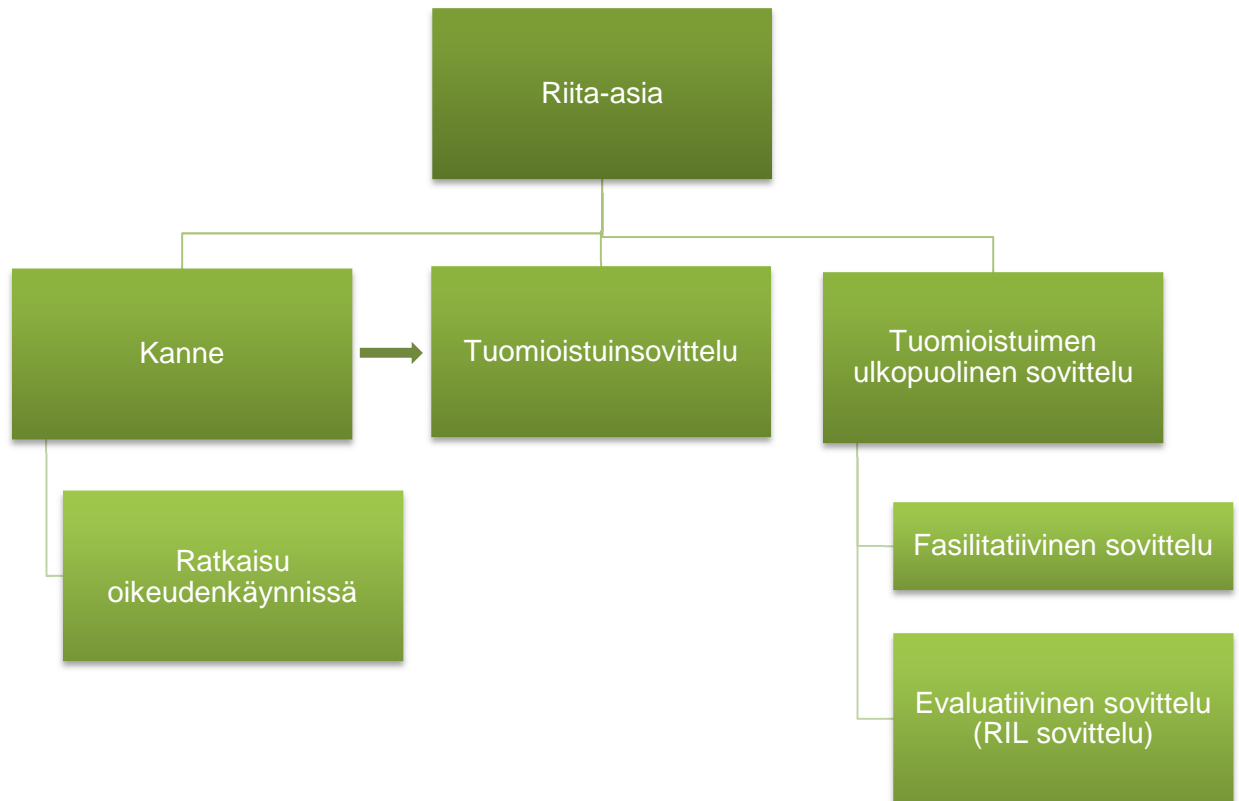 Riita-asia
Kanne
Tuomioistuinsovittelu
Tuomioistuimen
ulkopuolinen sovittelu
Ratkaisu
oikeudenkäynnissä
Fasilitatiivinen sovittelu
Evaluatiivinen sovittelu
(RIL sovittelu)